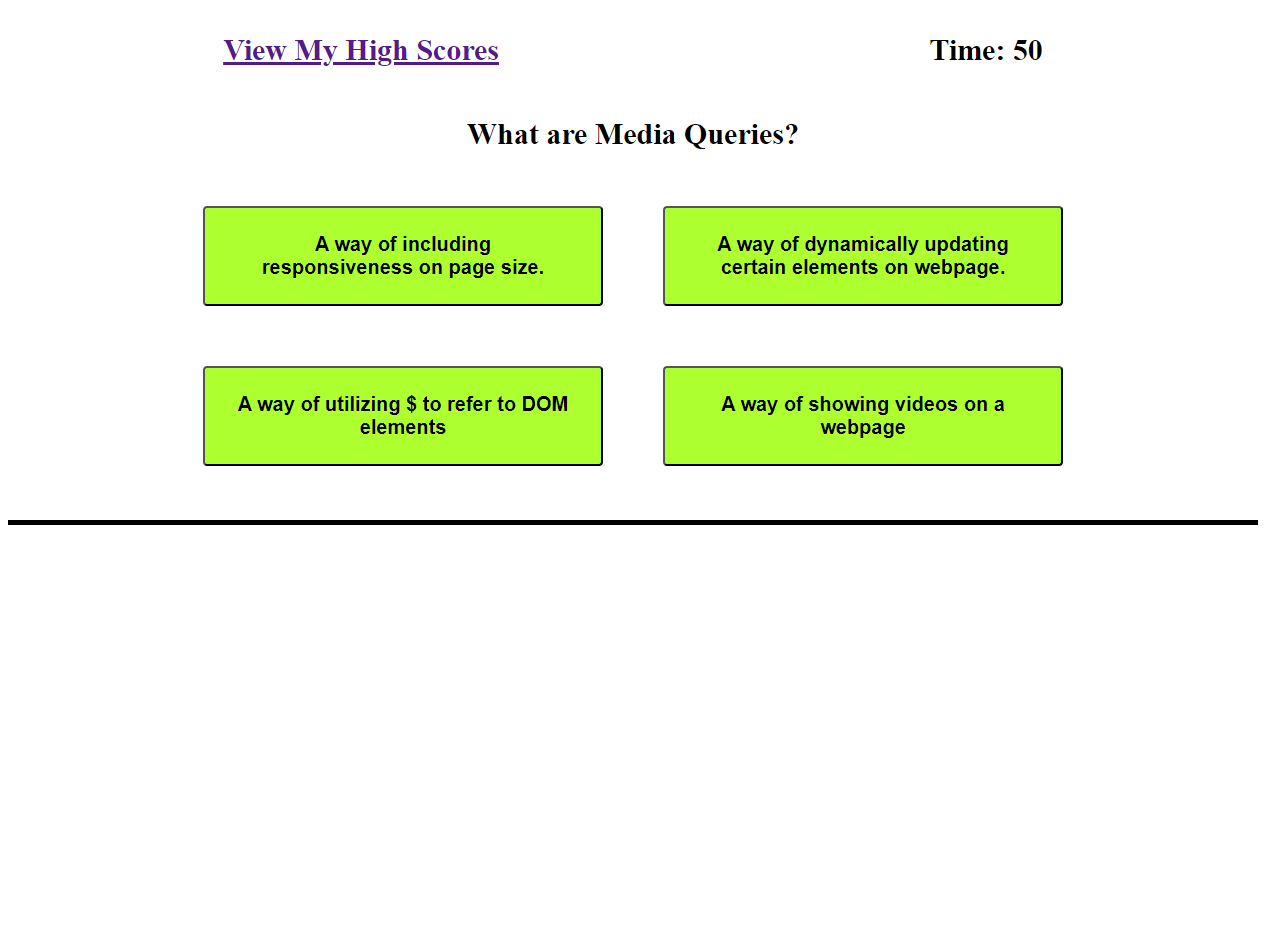 View My High Scores
Time: 50
What are Media Queries?
A way of including
responsiveness on page size.
A way of dynamically updating
certain elements on webpage.
A way of utilizing $ to refer to DOM
elements
A way of showing videos on a
webpage